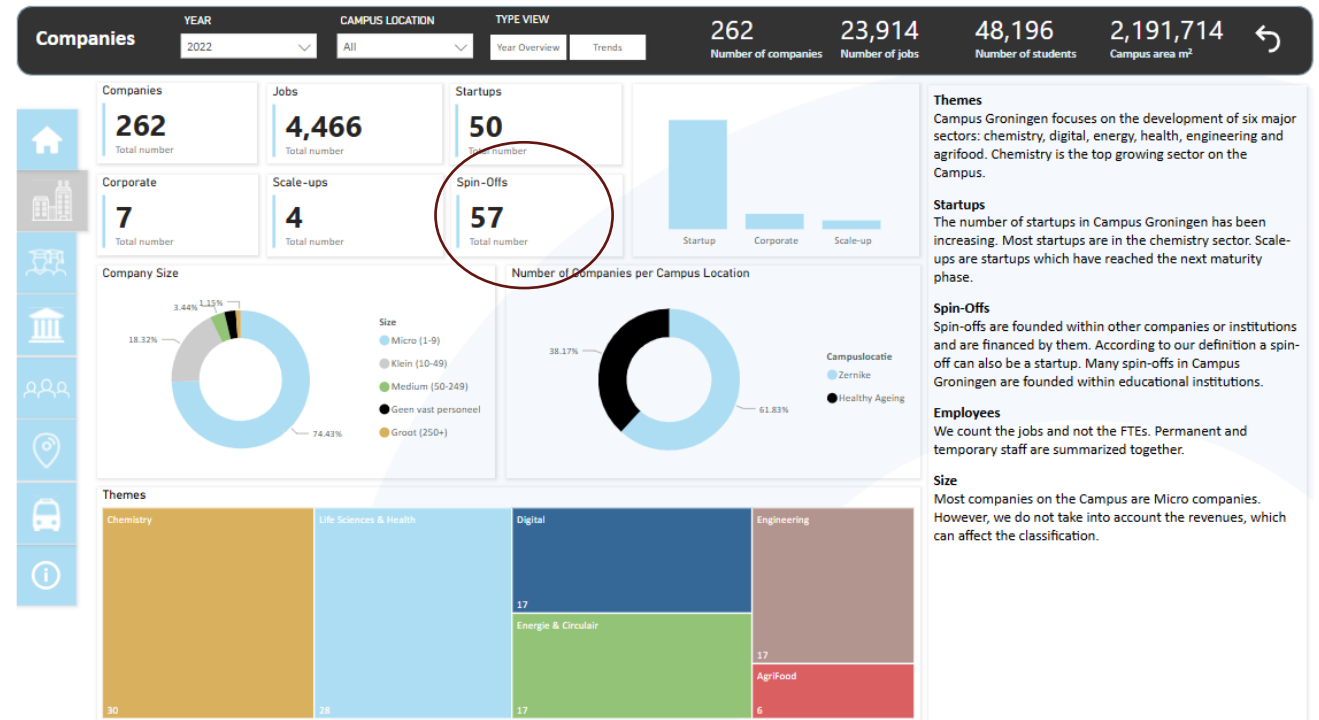 Companies
YEAR
2022
CAMPUS LOCATION
All
TYPE VIEW
Year Overview
Trends
262
Number of companies
23,914
Number of jobs
48,196
Number of students
2,191,714
Campus area m²
Companies
262
Total number
Jobs
4,466
Total number
Startups
50
Total number
Corporate
7
Total number
Scale-ups
4
Total number
Spin-Offs
57
Total number
Startup
Corporate
Scale-up
Company Size
3.44%
1.15%
18.32%
74.43%
Size
Micro (1-9)
Klein (10-49)
Medium (50-249)
Geen vast personeel
Groot (250+)
Number of Companies per Campus Location
38.17%
61.83%
Campuslocatie
Zernike
Healthy Ageing
Themes
Chemistry
30
Life Sciences & Health
28
Digital
17
Energie & Circulair
17
Engineering
17
AgriFood
6
Themes
Campus Groningen focuses on the development of six major
sectors: chemistry, digital, energy, health, engineering and
agrifood. Chemistry is the top growing sector on the
Campus.
Startups
The number of startups in Campus Groningen has been
increasing. Most startups are in the chemistry sector. Scale-
ups are startups which have reached the next maturity
phase.
Spin-Offs
Spin-offs are founded within other companies or institutions
and are financed by them. According to our definition a spin-
off can also be a startup. Many spin-offs in Campus
Groningen are founded within educational institutions.
Employees
We count the jobs and not the FTEs. Permanent and
temporary staff are summarized together.
Size
Most companies on the Campus are Micro companies.
However, we do not take into account the revenues, which
can affect the classification.